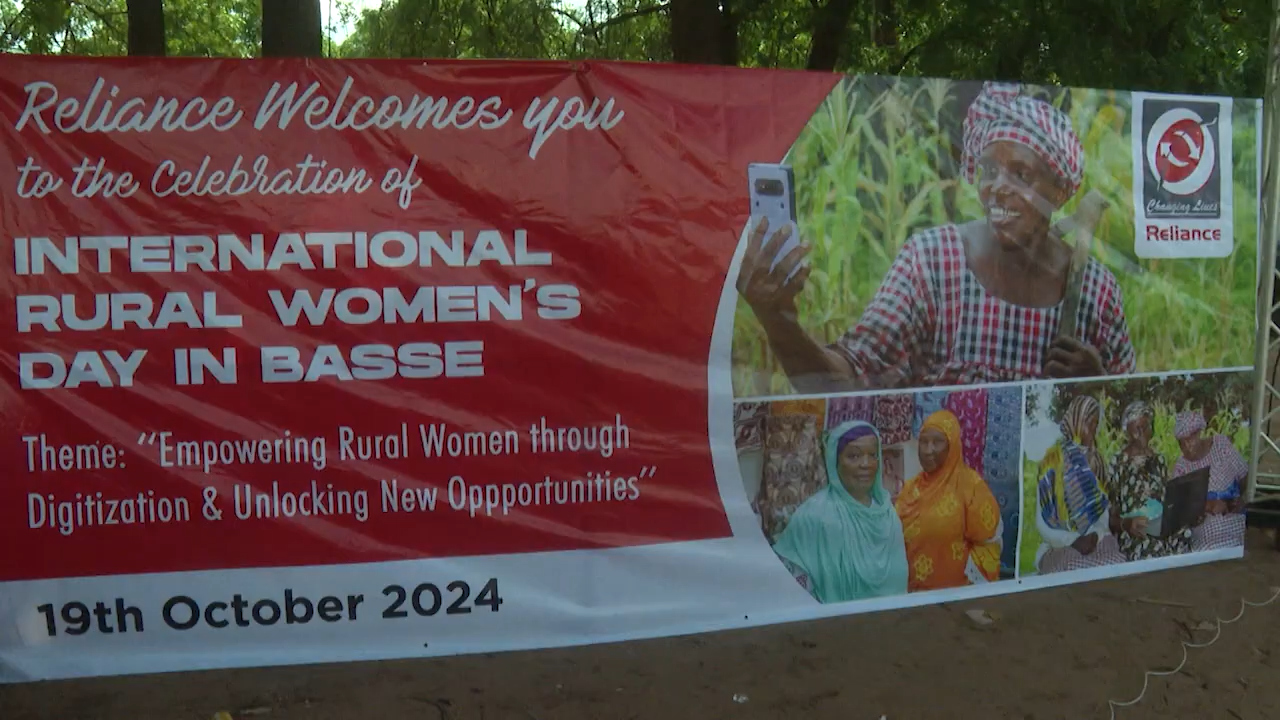 Reliance Welcomes you
to the Celebration of
INTERNATIONAL
RURAL WOMEN'S
DAY IN BASSE
Theme: "Empowering Rural Women through
Digitization & Unlocking New Oppportunities"
19th October 2024
Changing Lives
Reliance